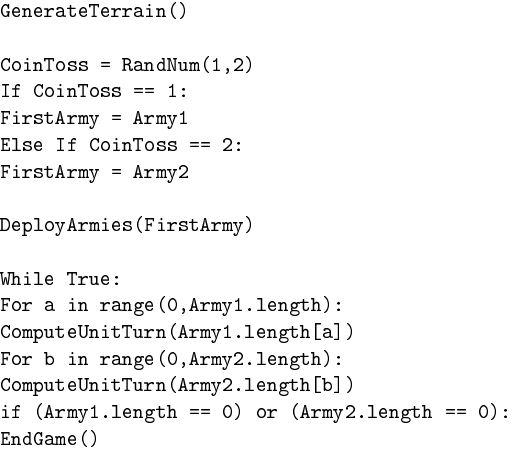 GenerateTerrain()
CoinToss = RandNum(1,2)
If CoinToss == 1:
FirstArmy = Army1
Else If CoinToss == 2:
FirstArmy = Army2
DeployArmies(FirstArmy)
While True:
For a in range(0,Army1.length):
ComputeUnitTurn(Army1.length[a])
For b in range(0,Army2.length):
ComputeUnitTurn(Army2.length[b])
if (Army1.length == 0) or (Army2.length == 0):
EndGame()